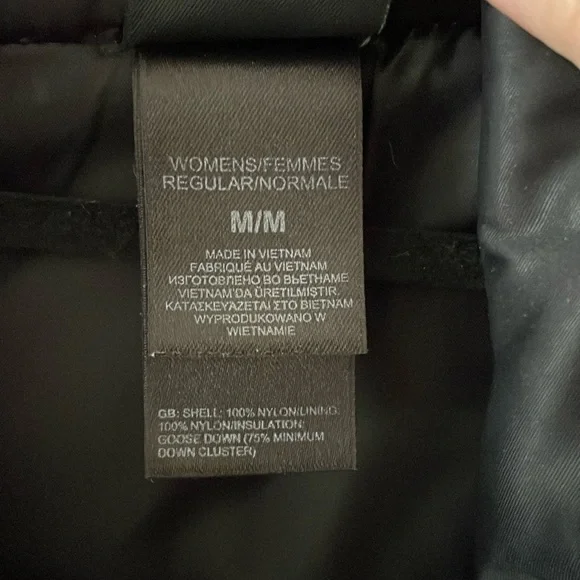 WOMENS/FEMMES
REGULAR/NORMALE
M/M
MADE IN VIETNAM
FABRIQUÉ AU VIETNAM
ИЗГОТОВЛЕНО ВО ВЬЕТНАМЕ
VIETNAM'DA ÜRETILMIŞTIR.
ΚΑΤΑΣΚΕΥΑΖΕΤΑΙ ΣΤΟ ΒΙΕΤΝΑΜ
WYPRODUKOWANO W
WIETNAMIE
GB: SHELL: 100% NYLON/LINING:
100% NYLON/INSULATION:
GOOSE DOWN (75% MINIMUM
DOWN CLUSTER)